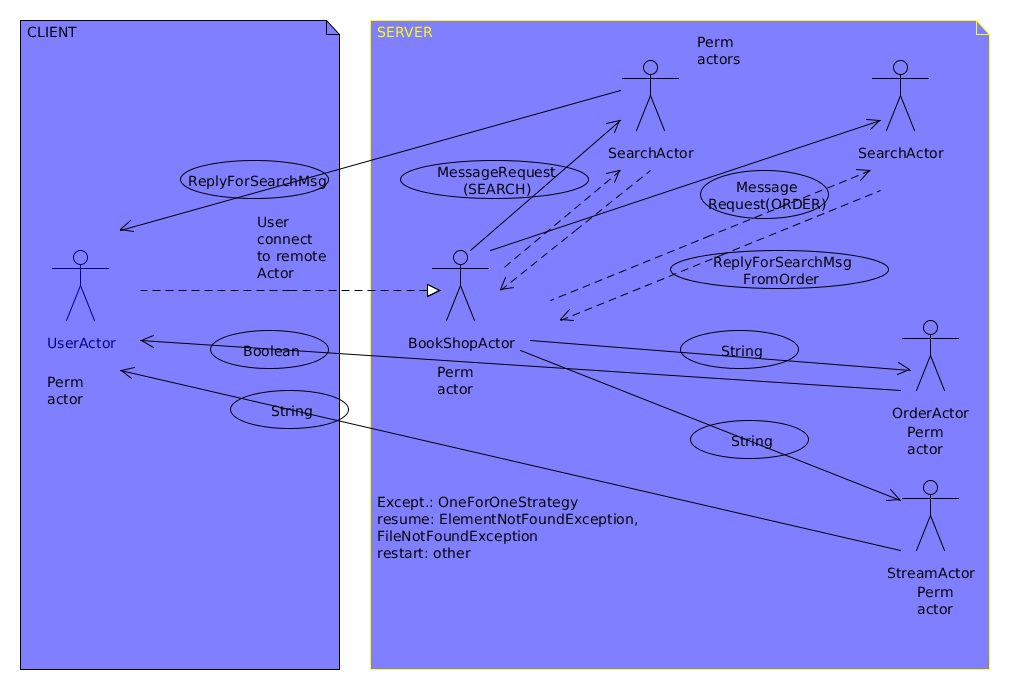 CLIENT
SERVER
Perm
actors
SearchActor
SearchActor
ReplyForSearchMsg
MessageRequest
(SEARCH)
Message
Request(ORDER)
User
connect
to remote
Actor
ReplyForSearchMsg
FromOrder
UserActor
Perm
actor
BookShopActor
Perm
actor
Boolean
String
String
OrderActor
Perm
actor
String
Except.: OneForOneStrategy
resume: ElementNotFoundException,
FileNotFoundException
restart: other
StreamActor
Perm
actor